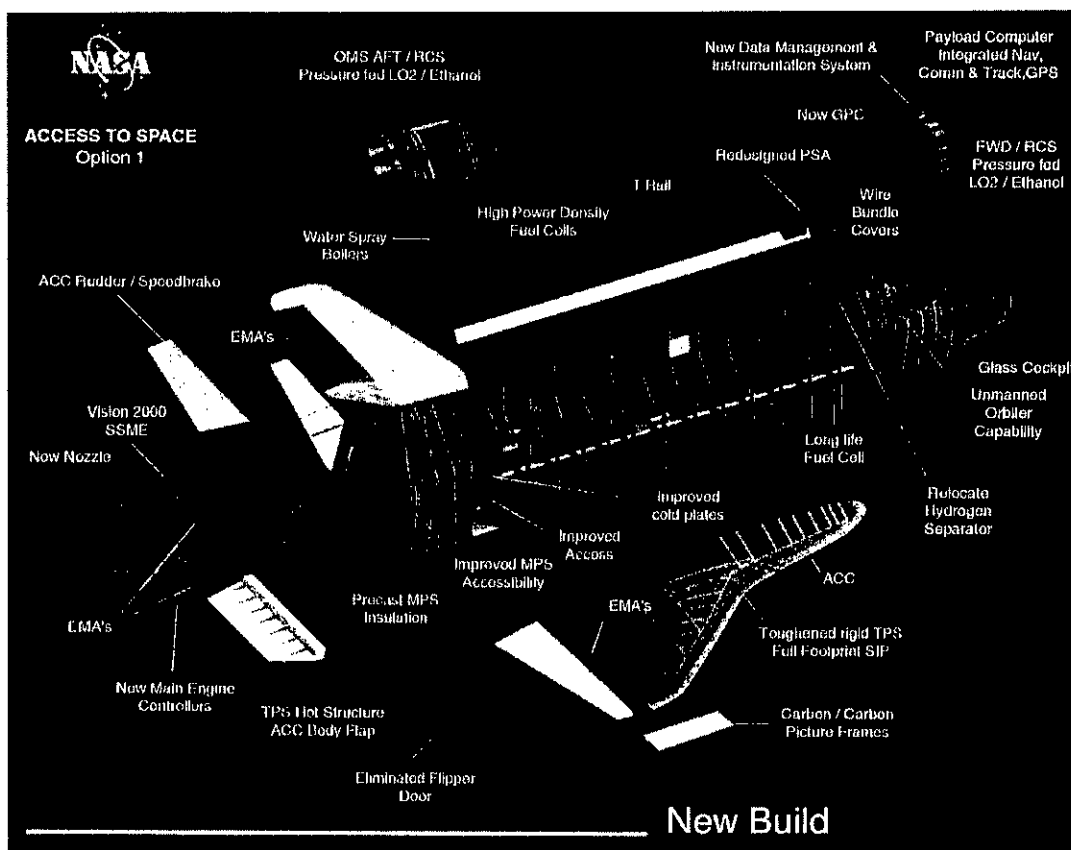 NASA
ACCESS TO SPACE
Option 1
OMS AFT / RCS
Pressure fed LO2 / Ethanol
New Data Management &
Instrumentation System
Payload Computer
Integrated Nav,
Comm & Track,GPS
New GPC
Redesigned PSA
FWD / RCS
Pressure fed
LO2 / Ethanol
T Rail
Wire
Bundle
Covers
High Power Density
Fuel Cells
Water Spray
Boilers
ACC Rudder / Speedbrake
EMA's
Glass Cockpit
Unmanned
Orbiter
Capability
Vision 2000
SSME
New Nozzle
Long life
Fuel Cell
Improved
cold plates
Relocate
Hydrogen
Separator
Improved
Access
Improved MPS
Accessibility
ACC
Precast MPS
Insulation
EMA's
EMA's
Toughened rigid TPS
Full Footprint SIP
New Main Engine
Controllers
TPS Hot Structure
ACC Body Flap
Carbon / Carbon
Picture Frames
Eliminated Flipper
Door
New Build